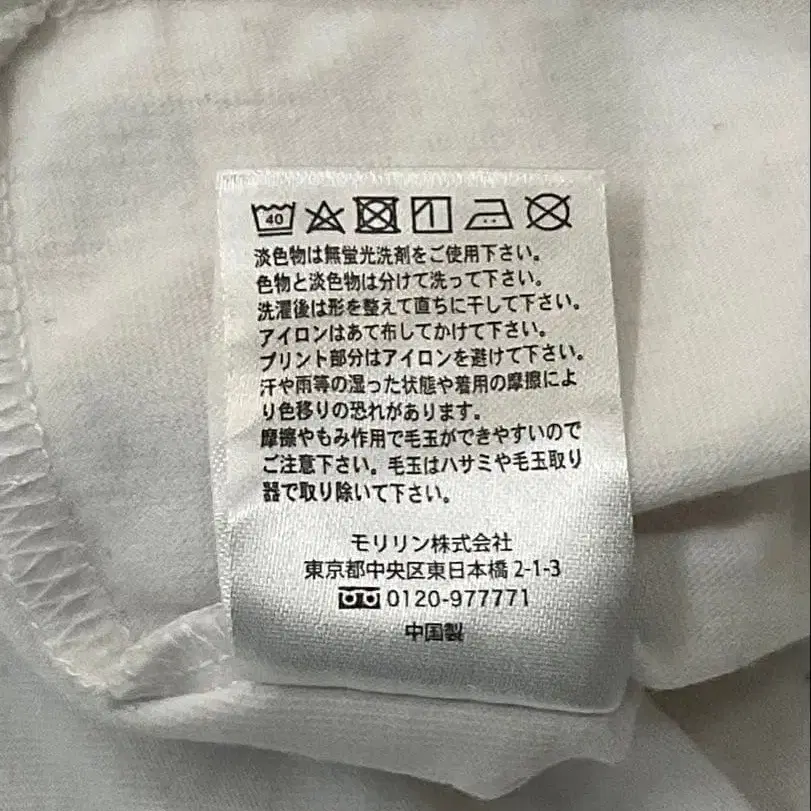 40
淡色物は無蛍光洗剤をご使用下さい。
色物と淡色物は分けて洗って下さい。
洗濯後は形を整えて直ちに干して下さい。
アイロンはあて布してかけて下さい。
プリント部分はアイロンを避けて下さい。
汗や雨等の湿った状態や着用の摩擦によ
り色移りの恐れがあります。
摩擦やもみ作用で毛玉ができやすいので
ご注意下さい。毛玉はハサミや毛玉取り
器で取り除いて下さい。
モリリン株式会社
東京都中央区東日本橋 2-1-3
0120-977771
中国製